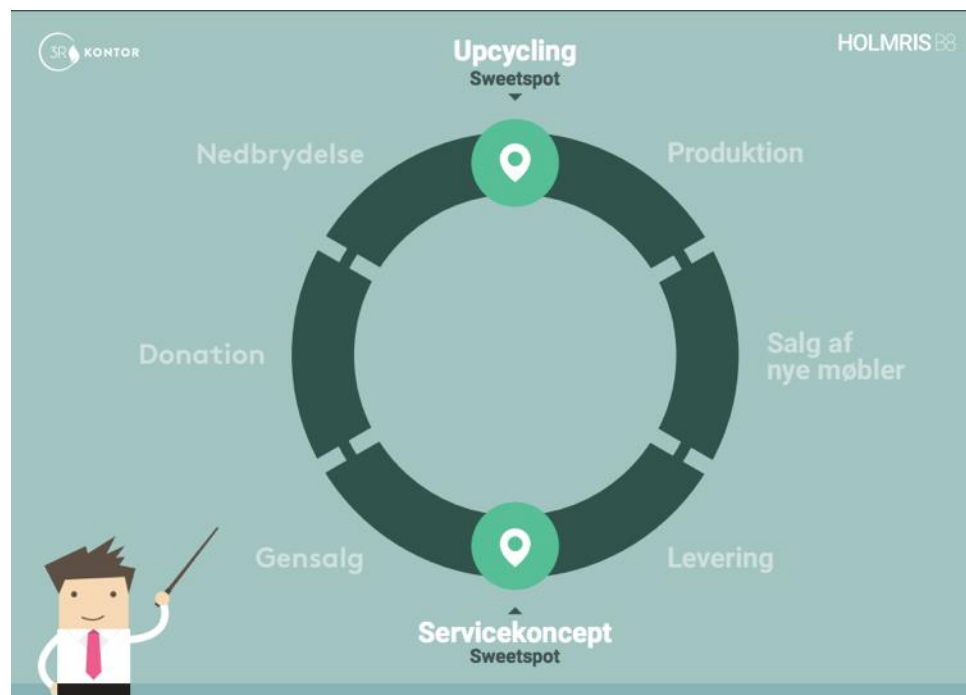 3R KONTOR
HOLMRIS B8
Upcycling
Sweetspot
Nedbrydelse
Produktion
Donation
Salg af
nye møbler
Gensalg
Levering
Servicekoncept
Sweetspot